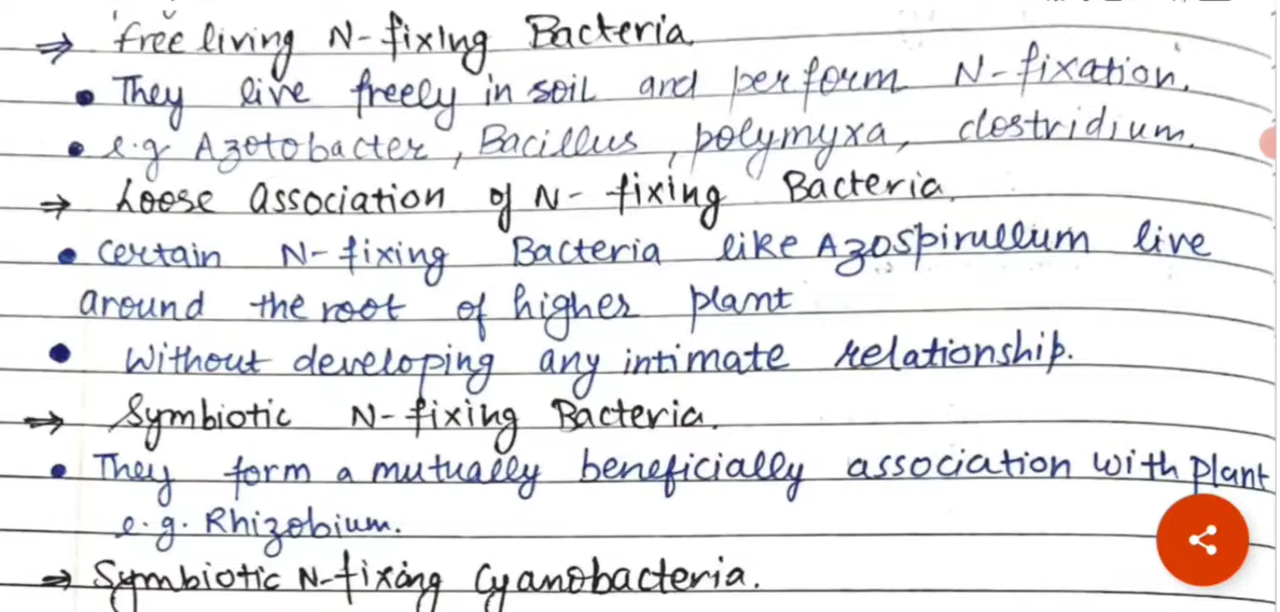 ⇒ free living N-fixing Bacteria.
• They live freely in soil and perform N-fixation.
• e.g Azotobacter, Bacillus, polymyxa, clostridium.
→ Loose Association of N-fixing Bacteria.
• certain N-fixing Bacteria like Azospirullum live
around the root of higher plant
• Without developing any intimate relationship.
⇒ Symbiotic N-fixing Bacteria.
• They form a mutually beneficially association with plant
e.g. Rhizobium.
⇒ Symbiotic N-fixing Cyanobacteria.